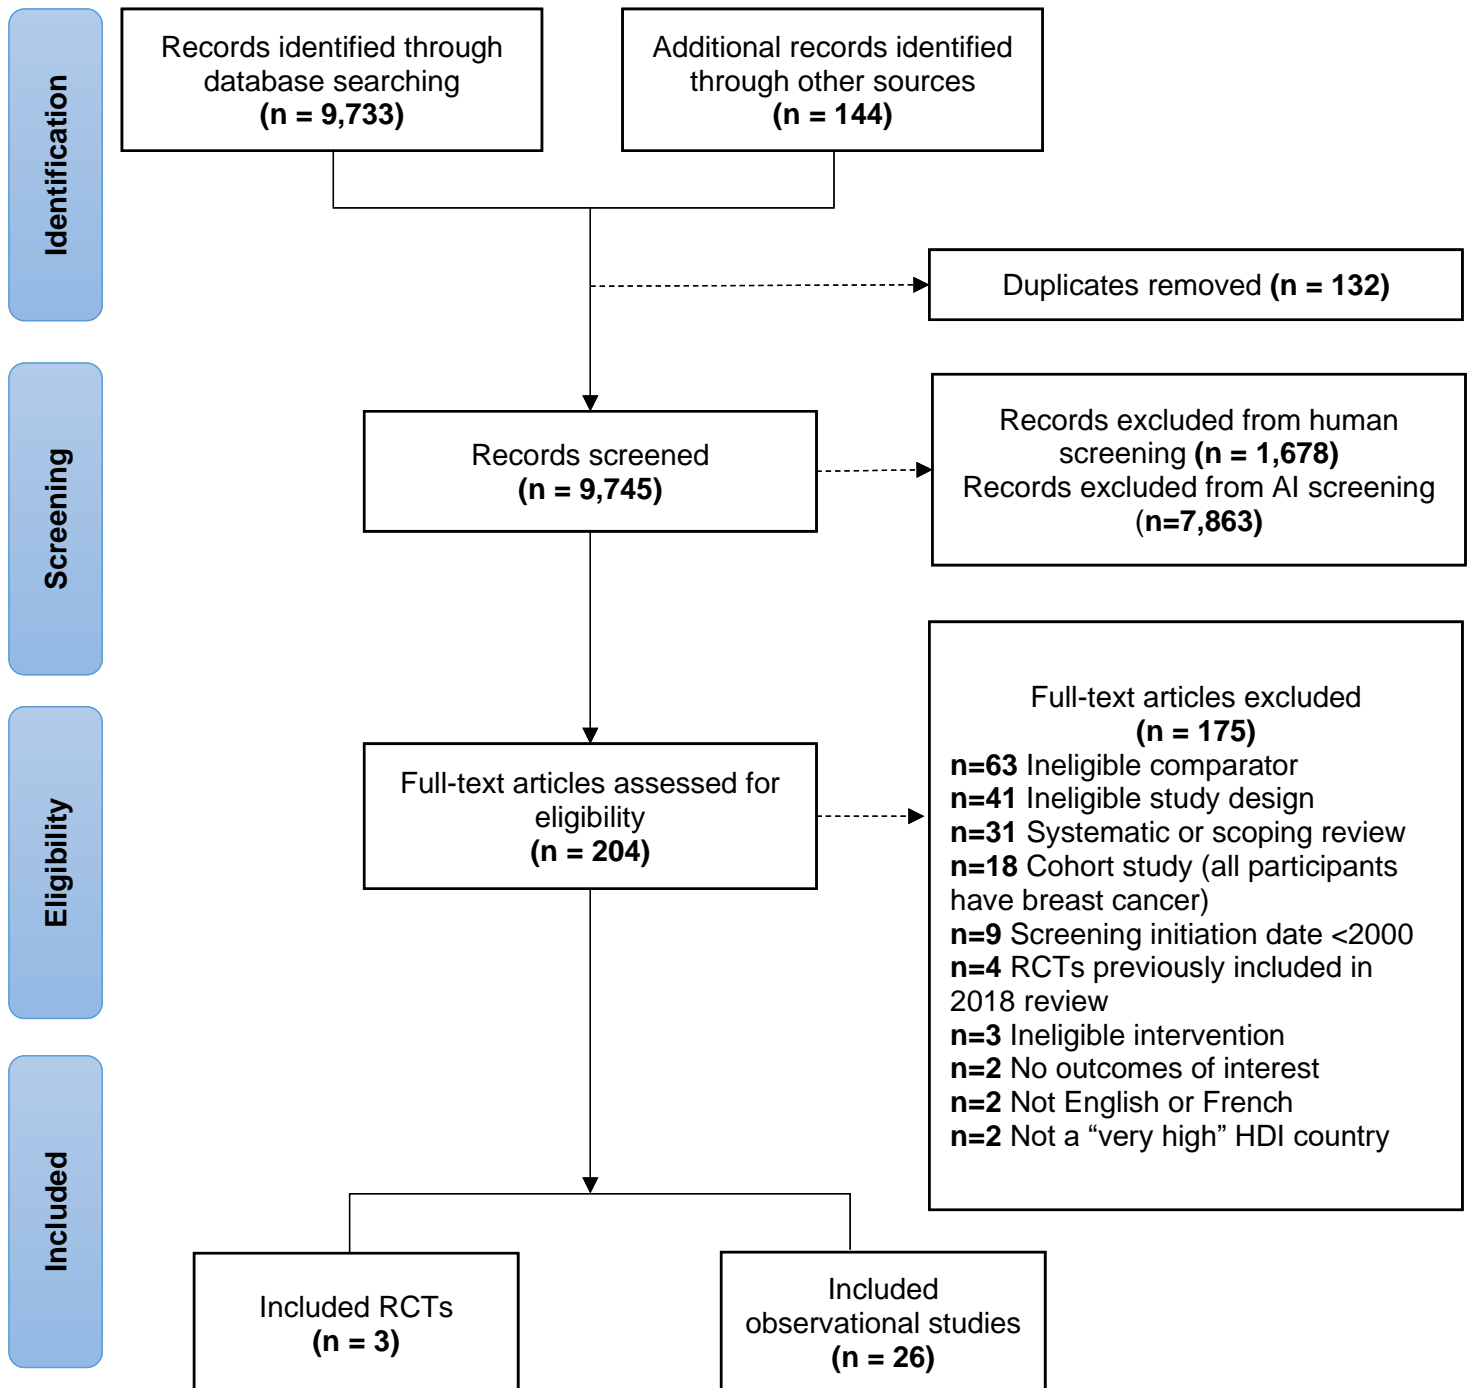 Identification
Records identified through
database searching
(n = 9,733)
Additional records identified
through other sources
(n = 144)
Duplicates removed (n = 132)
Screening
Records screened
(n = 9,745)
Records excluded from human
screening (n = 1,678)
Records excluded from AI screening
(n=7,863)
Eligibility
Full-text articles assessed for
eligibility
(n = 204)
Full-text articles excluded
(n = 175)
n=63 Ineligible comparator
n=41 Ineligible study design
n=31 Systematic or scoping review
n=18 Cohort study (all participants
have breast cancer)
n=9 Screening initiation date <2000
n=4 RCTs previously included in
2018 review
n=3 Ineligible intervention
n=2 No outcomes of interest
n=2 Not English or French
n=2 Not a “very high” HDI country
Included
Included RCTs
(n = 3)
Included
observational studies
(n = 26)